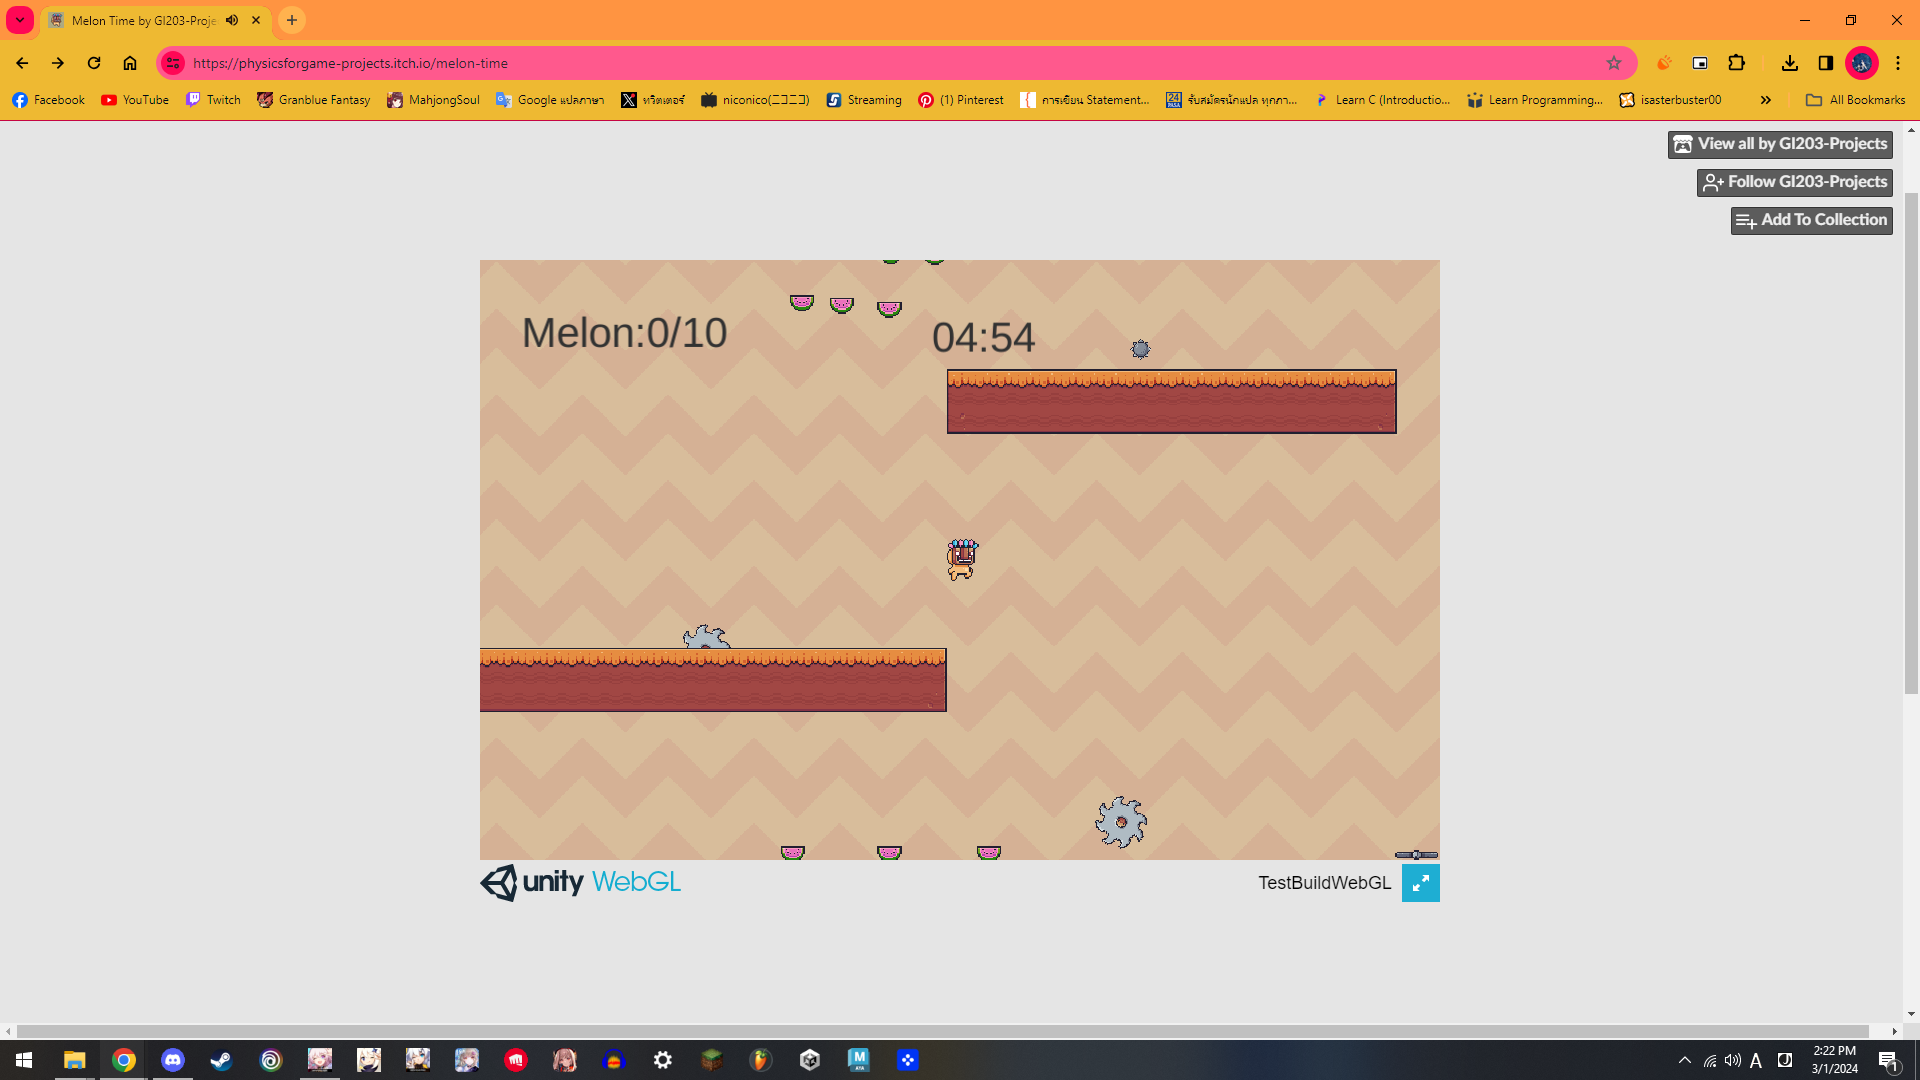 Melon Time by GI203-Proje
https://physicsforgame-projects.itch.io/melon-time
Facebook YouTube Twitch Granblue Fantasy MahjongSoul Google แปลภาษา ทวิตเตอร์ niconico(ニコニコ) Streaming (1) Pinterest การเขียน Statement... รับสมัครนักแปล ทุกภา... Learn C (Introductio... Learn Programming,... isasterbuster00 » All Bookmarks
View all by GI203-Projects
Follow GI203-Projects
Add To Collection
Melon:0/10
04:54
unity WebGL
TestBuildWebGL
2:22 PM
A
3/1/2024
1